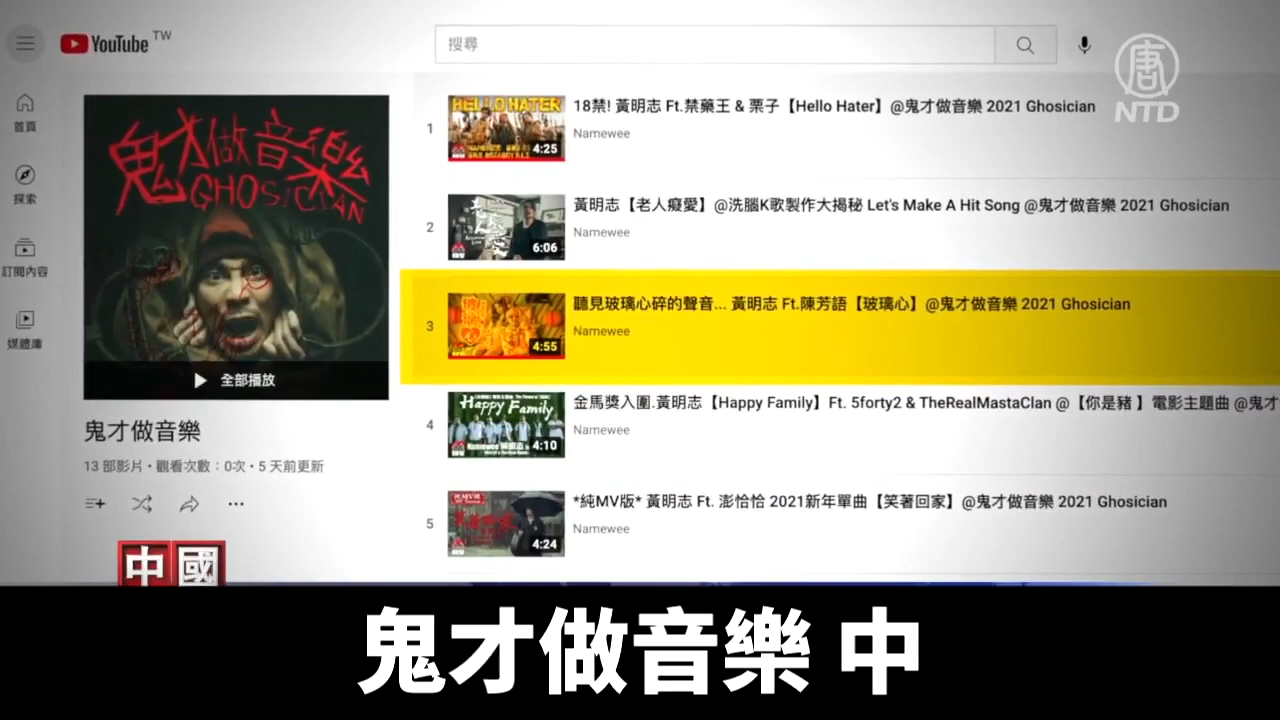 YouTube TW
搜尋
唐
NTD
首頁
探索
訂閱內容
媒體庫
鬼才做音樂
GHOSICIAN
全部播放
鬼才做音樂
13 部影片・觀看次數：0次・5 天前更新
1
HELLO HATER
4:25
18禁! 黃明志 Ft.禁藥王 & 栗子【Hello Hater】@鬼才做音樂 2021 Ghosician
Namewee
2
6:06
黃明志【老人癡愛】@洗腦K歌製作大揭秘 Let's Make A Hit Song @鬼才做音樂 2021 Ghosician
Namewee
3
4:55
聽見玻璃心碎的聲音... 黃明志 Ft.陳芳語【玻璃心】@鬼才做音樂 2021 Ghosician
Namewee
4
Happy Family
4:10
金馬獎入圍.黃明志【Happy Family】Ft. 5forty2 & TheRealMastaClan @【你是豬 】電影主題曲 @鬼才
Namewee
5
4:24
*純MV版* 黃明志 Ft. 澎恰恰 2021新年單曲【笑著回家】@鬼才做音樂 2021 Ghosician
Namewee
中國
鬼才做音樂 中